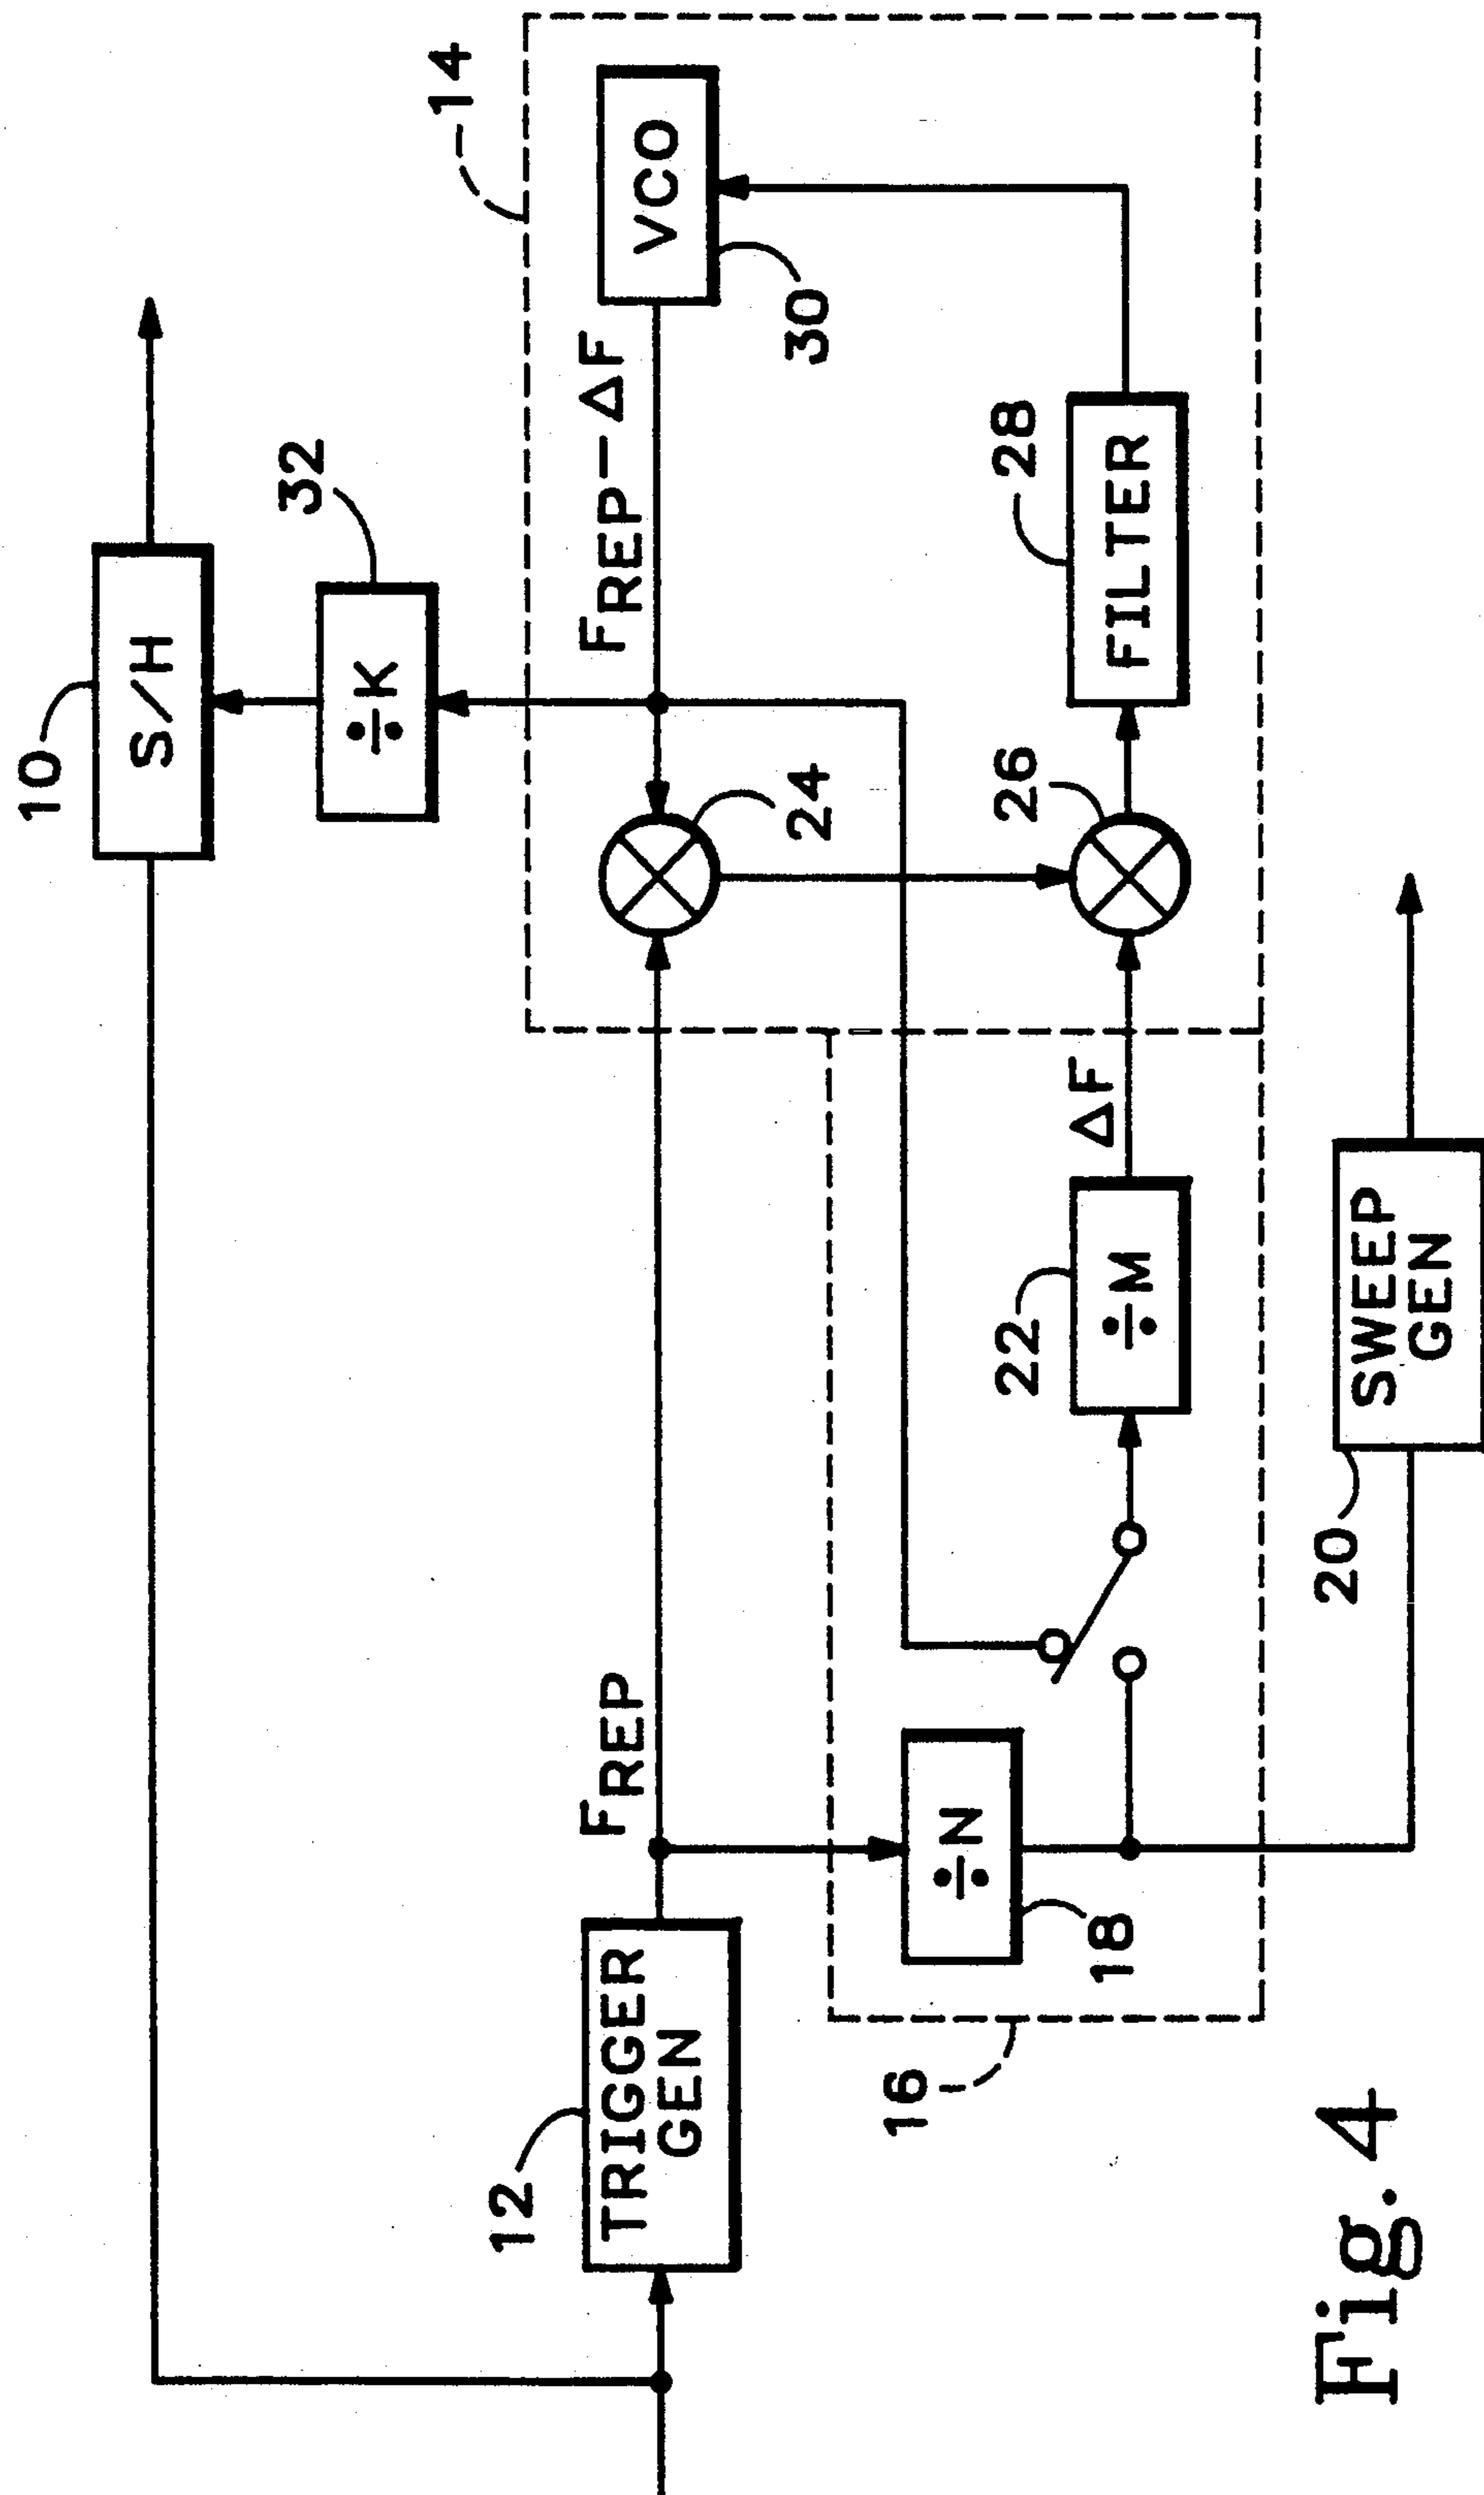 10
S/H
32
÷K
14
FREP-ΔF
VCO
30
24
FREP
12
TRIGGER
GEN
16
÷N
18
22
÷M
ΔF
26
28
FILTER
20
SWEEP
GEN
Fig. 4